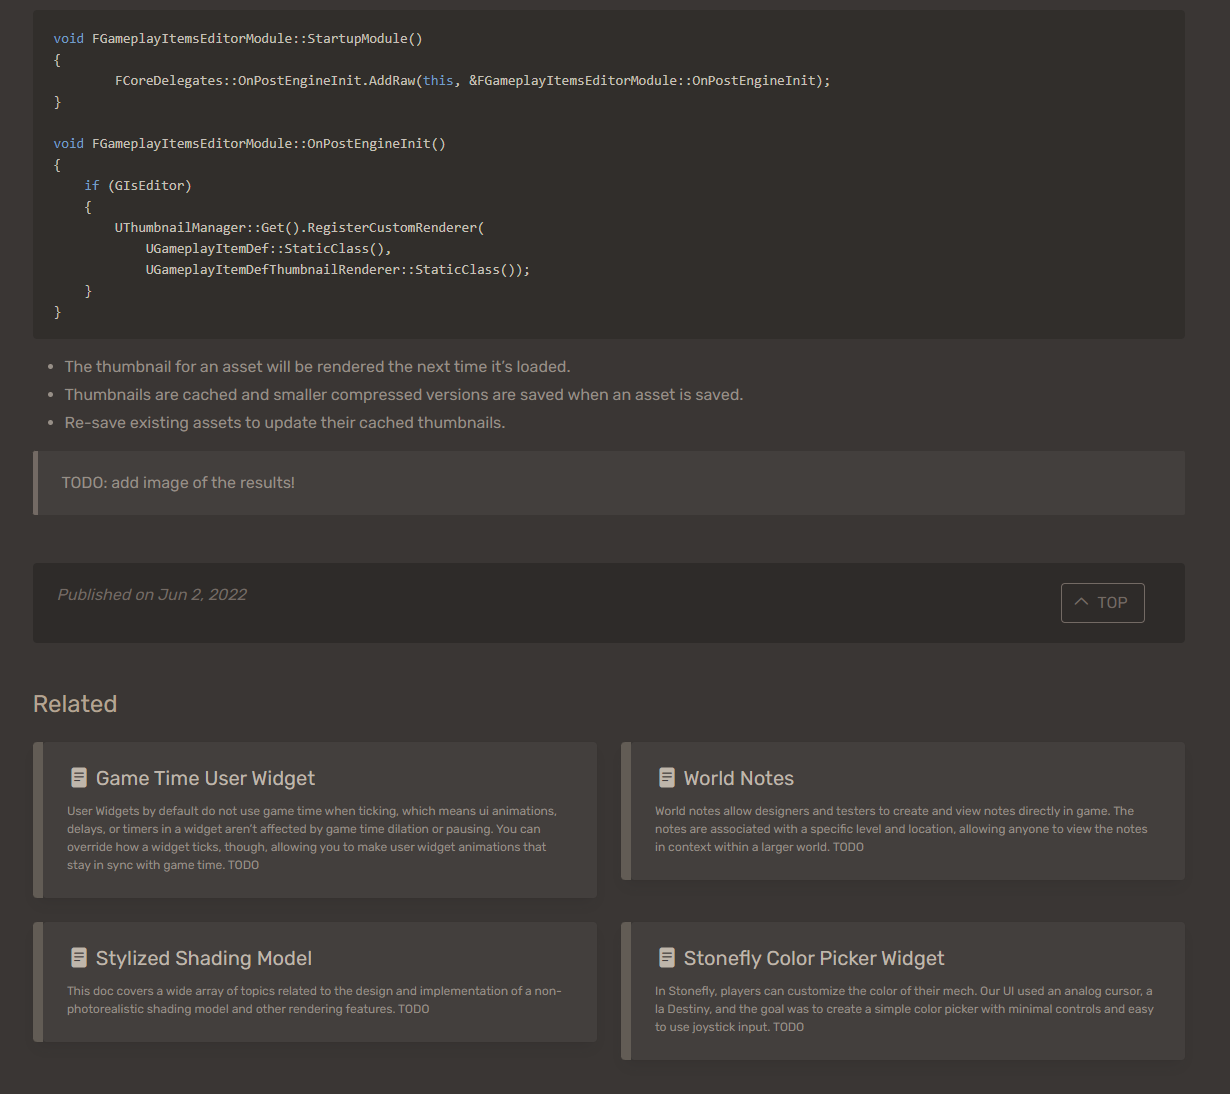 void FGameplayItemsEditorModule::StartupModule()
{
FCoreDelegates::OnPostEngineInit.AddRaw(this, &FGameplayItemsEditorModule::OnPostEngineInit);
}
void FGameplayItemsEditorModule::OnPostEngineInit()
{
if (GIsEditor)
{
UThumbnailManager::Get().RegisterCustomRenderer(
UGameplayItemDef::StaticClass(),
UGameplayItemDefThumbnailRenderer::StaticClass());
}
}
• The thumbnail for an asset will be rendered the next time it’s loaded.
• Thumbnails are cached and smaller compressed versions are saved when an asset is saved.
• Re-save existing assets to update their cached thumbnails.
TODO: add image of the results!
Published on Jun 2, 2022
TOP
Related
Game Time User Widget
User Widgets by default do not use game time when ticking, which means ui animations,
delays, or timers in a widget aren’t affected by game time dilation or pausing. You can
override how a widget ticks, though, allowing you to make user widget animations that
stay in sync with game time. TODO
World Notes
World notes allow designers and testers to create and view notes directly in game. The
notes are associated with a specific level and location, allowing anyone to view the notes
in context within a larger world. TODO
Stylized Shading Model
This doc covers a wide array of topics related to the design and implementation of a non-
photorealistic shading model and other rendering features. TODO
Stonefly Color Picker Widget
In Stonefly, players can customize the color of their mech. Our UI used an analog cursor, a
la Destiny, and the goal was to create a simple color picker with minimal controls and easy
to use joystick input. TODO